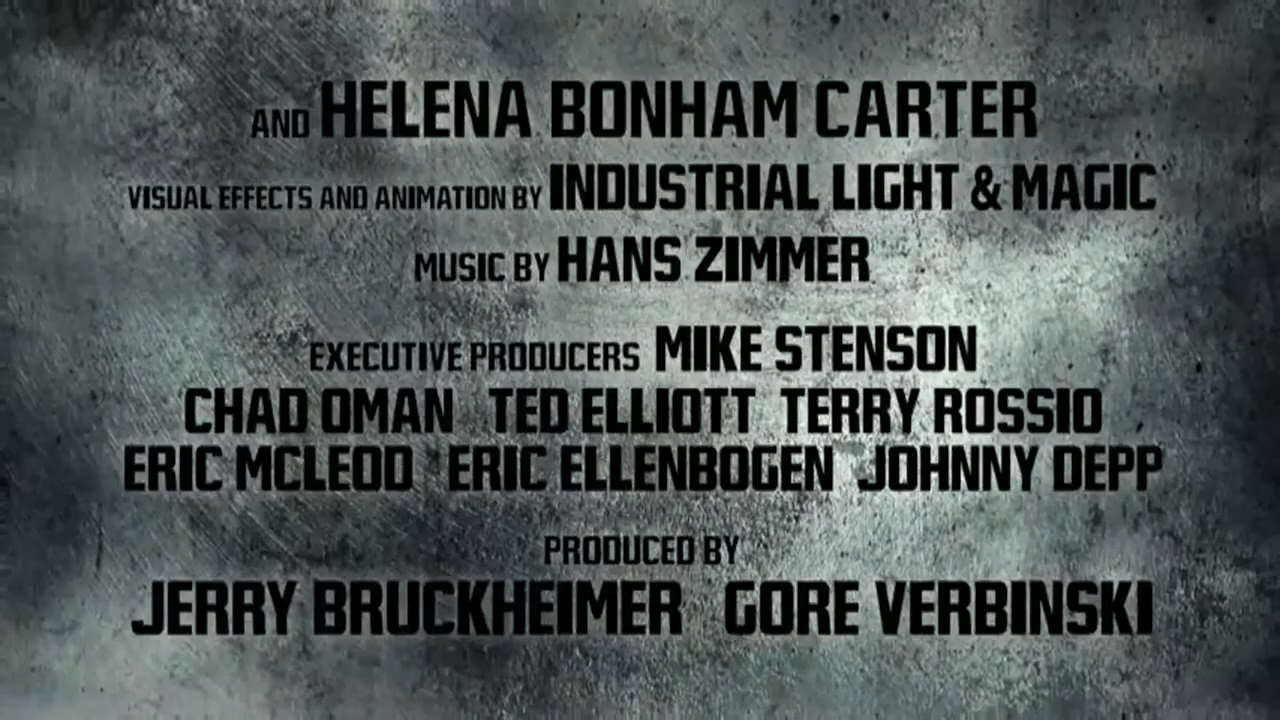 AND HELENA BONHAM CARTER
VISUAL EFFECTS AND ANIMATION BY INDUSTRIAL LIGHT & MAGIC
MUSIC BY HANS ZIMMER
EXECUTIVE PRODUCERS MIKE STENSON
CHAD OMAN TED ELLIOTT TERRY ROSSIO
ERIC MCLEOD ERIC ELLENBOGEN JOHNNY DEPP
PRODUCED BY
JERRY BRUCKHEIMER GORE VERBINSKI